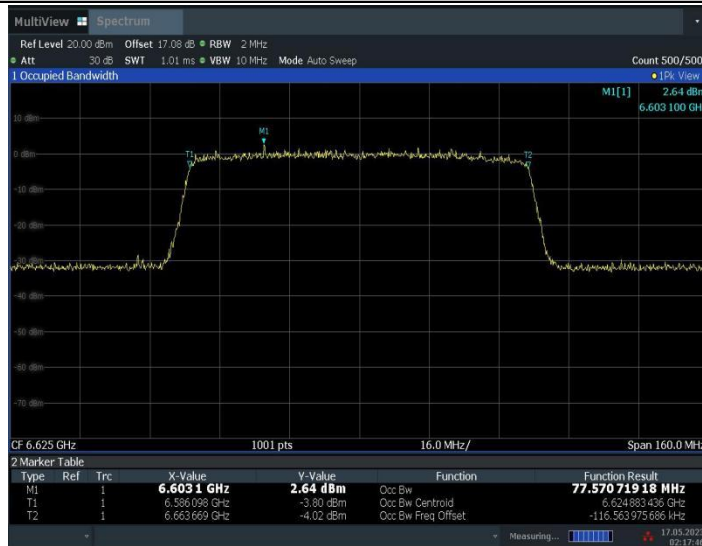 MultiView Spectrum
Ref Level 20.00 dBm Offset 17.08 dB RBW 2 MHz
Att 30 dB SWT 1.01 ms VBW 10 MHz Mode Auto Sweep Count 500/500
1 Occupied Bandwidth 1Pk View
M1[1] 2.64 dBm
6.603 100 GH
10 dBm
M1
0 dBm
T1 T2
-10 dBm
-20 dBm
-30 dBm
-40 dBm
-50 dBm
-60 dBm
-70 dBm
CF 6.625 GHz 1001 pts 16.0 MHz/ Span 160.0 MHz
2 Marker Table
Type Ref Trc X-Value Y-Value Function Function Result
M1 1 6.6031 GHz 2.64 dBm Occ Bw 77.570 719 18 MHz
T1 1 6.586 098 GHz -3.80 dBm Occ Bw Centroid 6.624 883 436 GHz
T2 1 6.663 669 GHz -4.02 dBm Occ Bw Freq Offset -116.563 975 686 kHz
Measuring... 17.05.2023
02:17:46